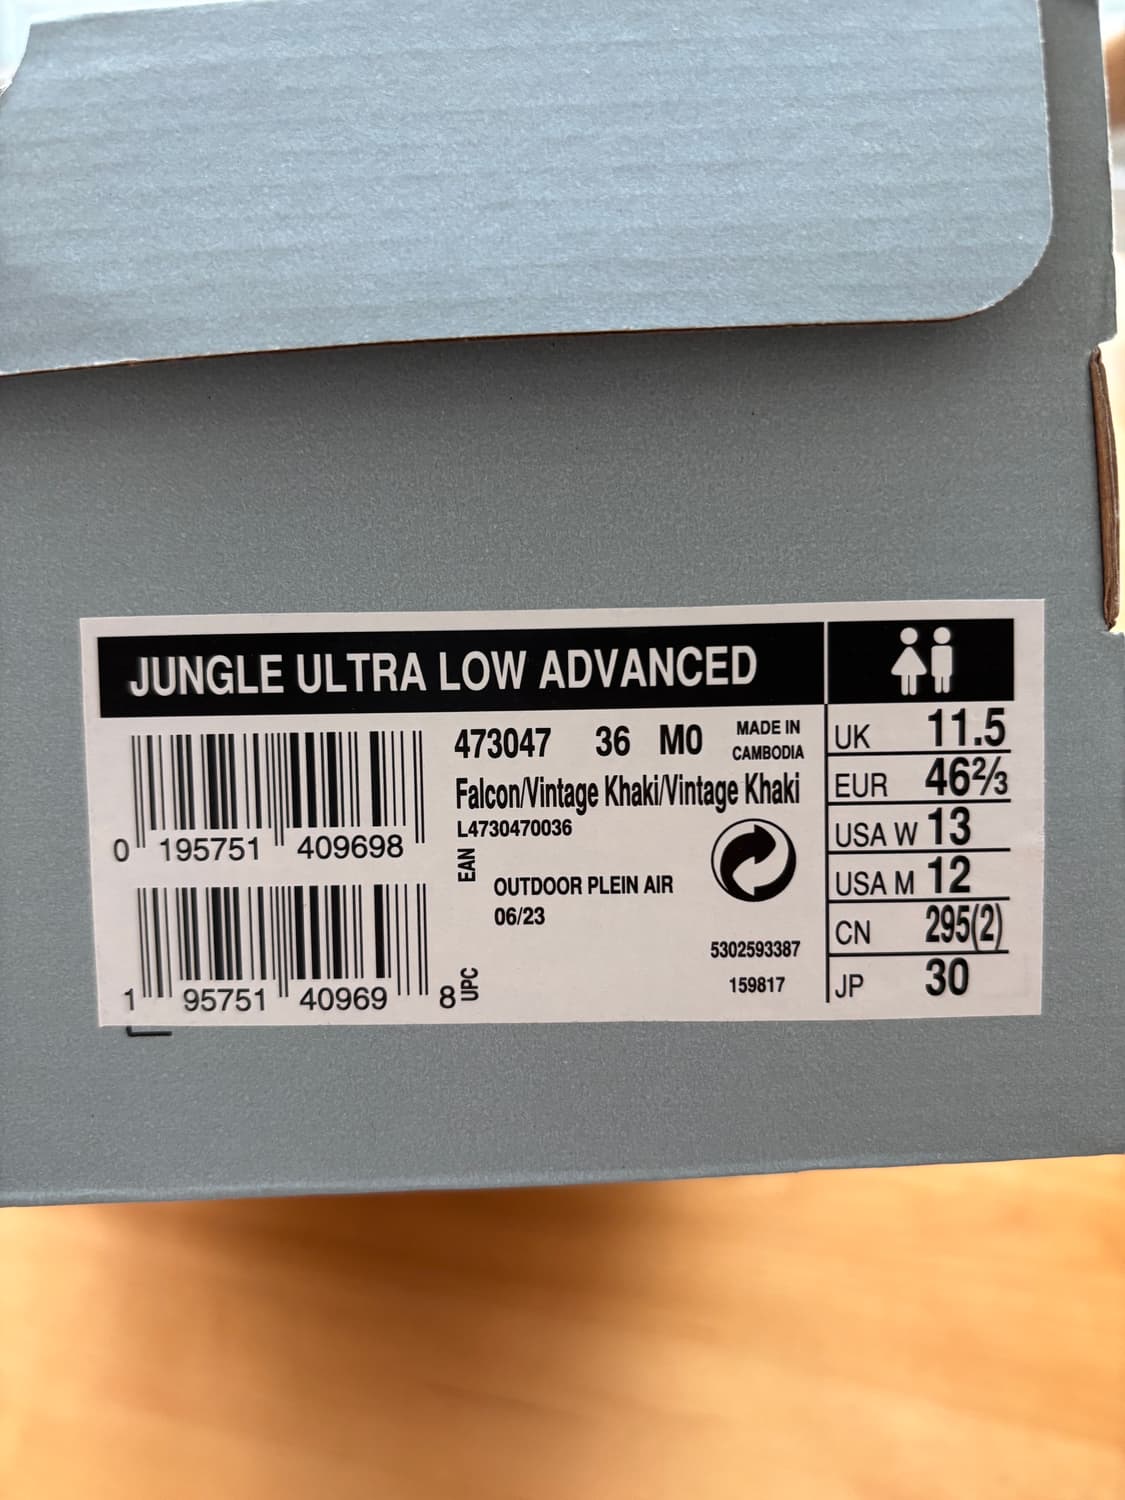 JUNGLE ULTRA LOW ADVANCED
473047 36 M0 MADE IN
CAMBODIA
Falcon/Vintage Khaki/Vintage Khaki
L4730470036
0 195751 409698
EAN
OUTDOOR PLEIN AIR
06/23
5302593387
159817
1 95751 40969 8
UPC
UK 11.5
EUR 46⅔
USA W 13
USA M 12
CN 295(2)
JP 30